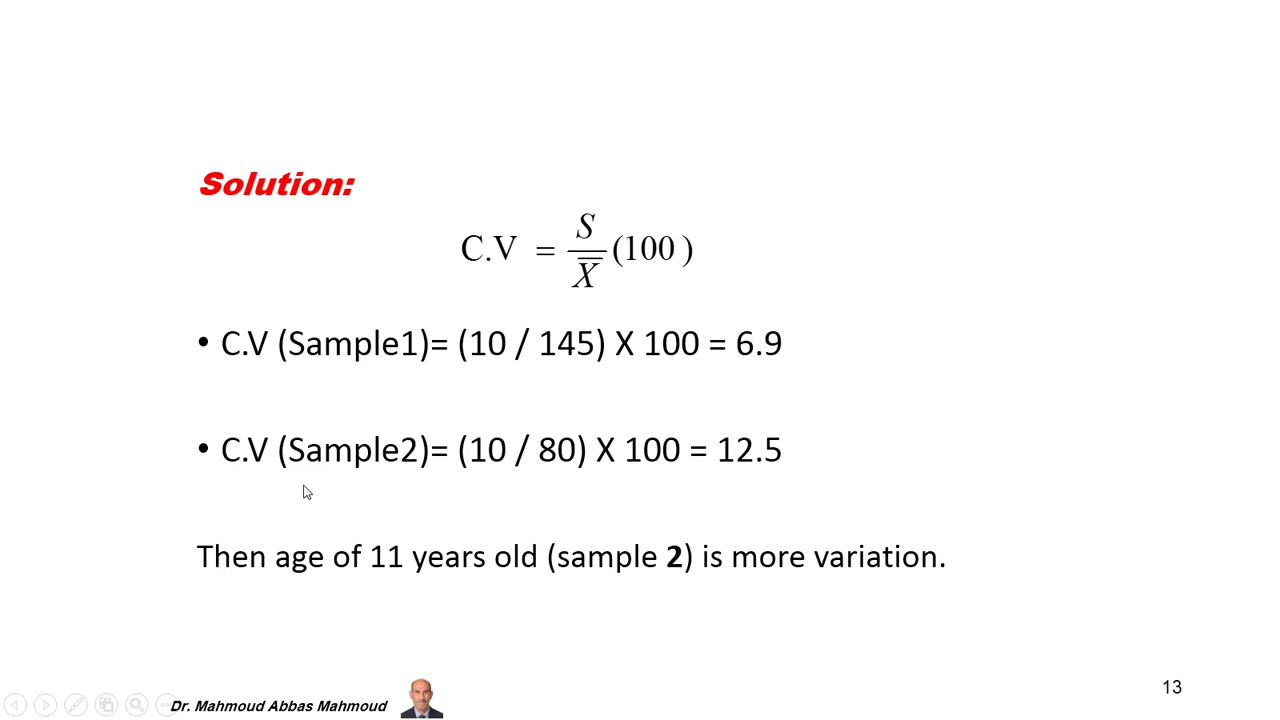 Solution:
C.V = S / X̅ (100 )
• C.V (Sample1)= (10 / 145) X 100 = 6.9
• C.V (Sample2)= (10 / 80) X 100 = 12.5
Then age of 11 years old (sample 2) is more variation.
13
Dr. Mahmoud Abbas Mahmoud